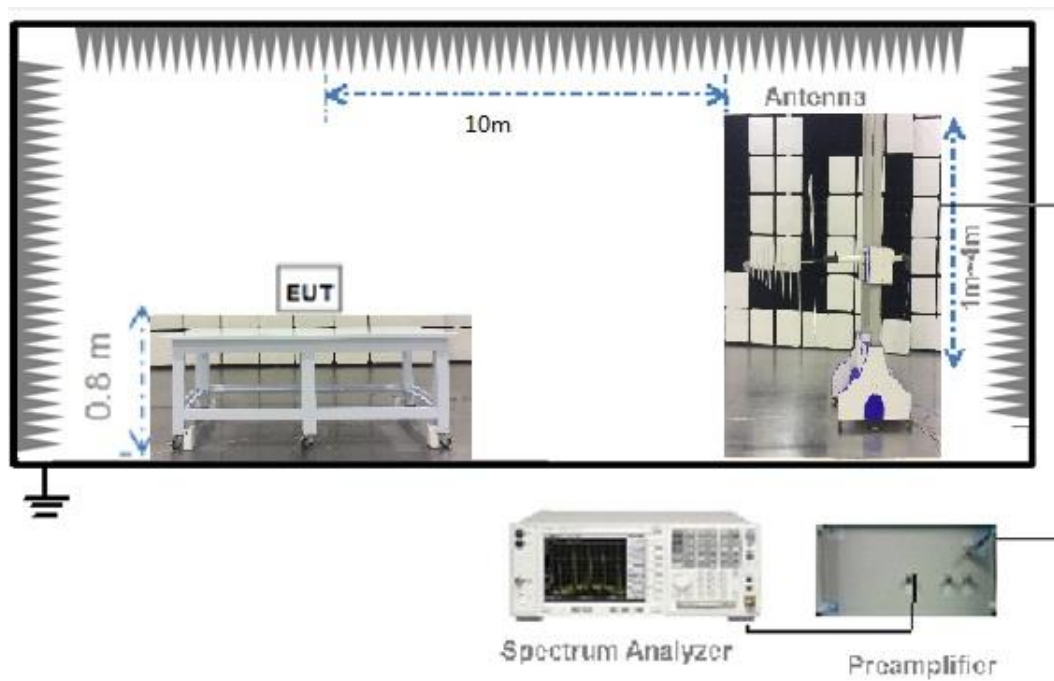 Antenna
10m
1m~4m
EUT
0.8 m
Spectrum Analyzer
Preamplifier